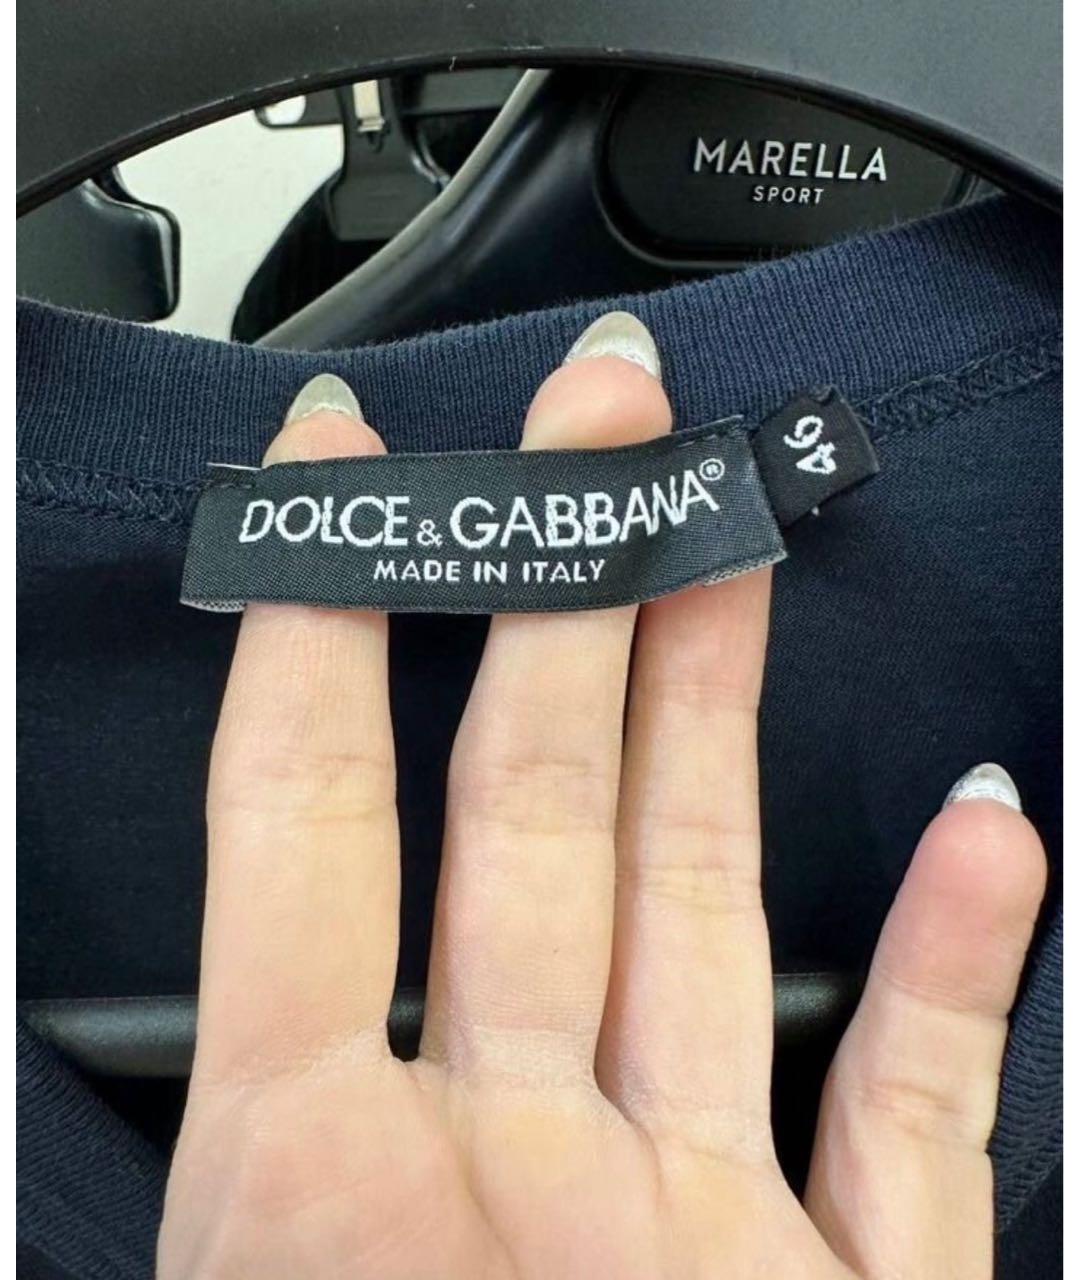 MARELLA
SPORT
DOLCE & GABBANA®
MADE IN ITALY
46